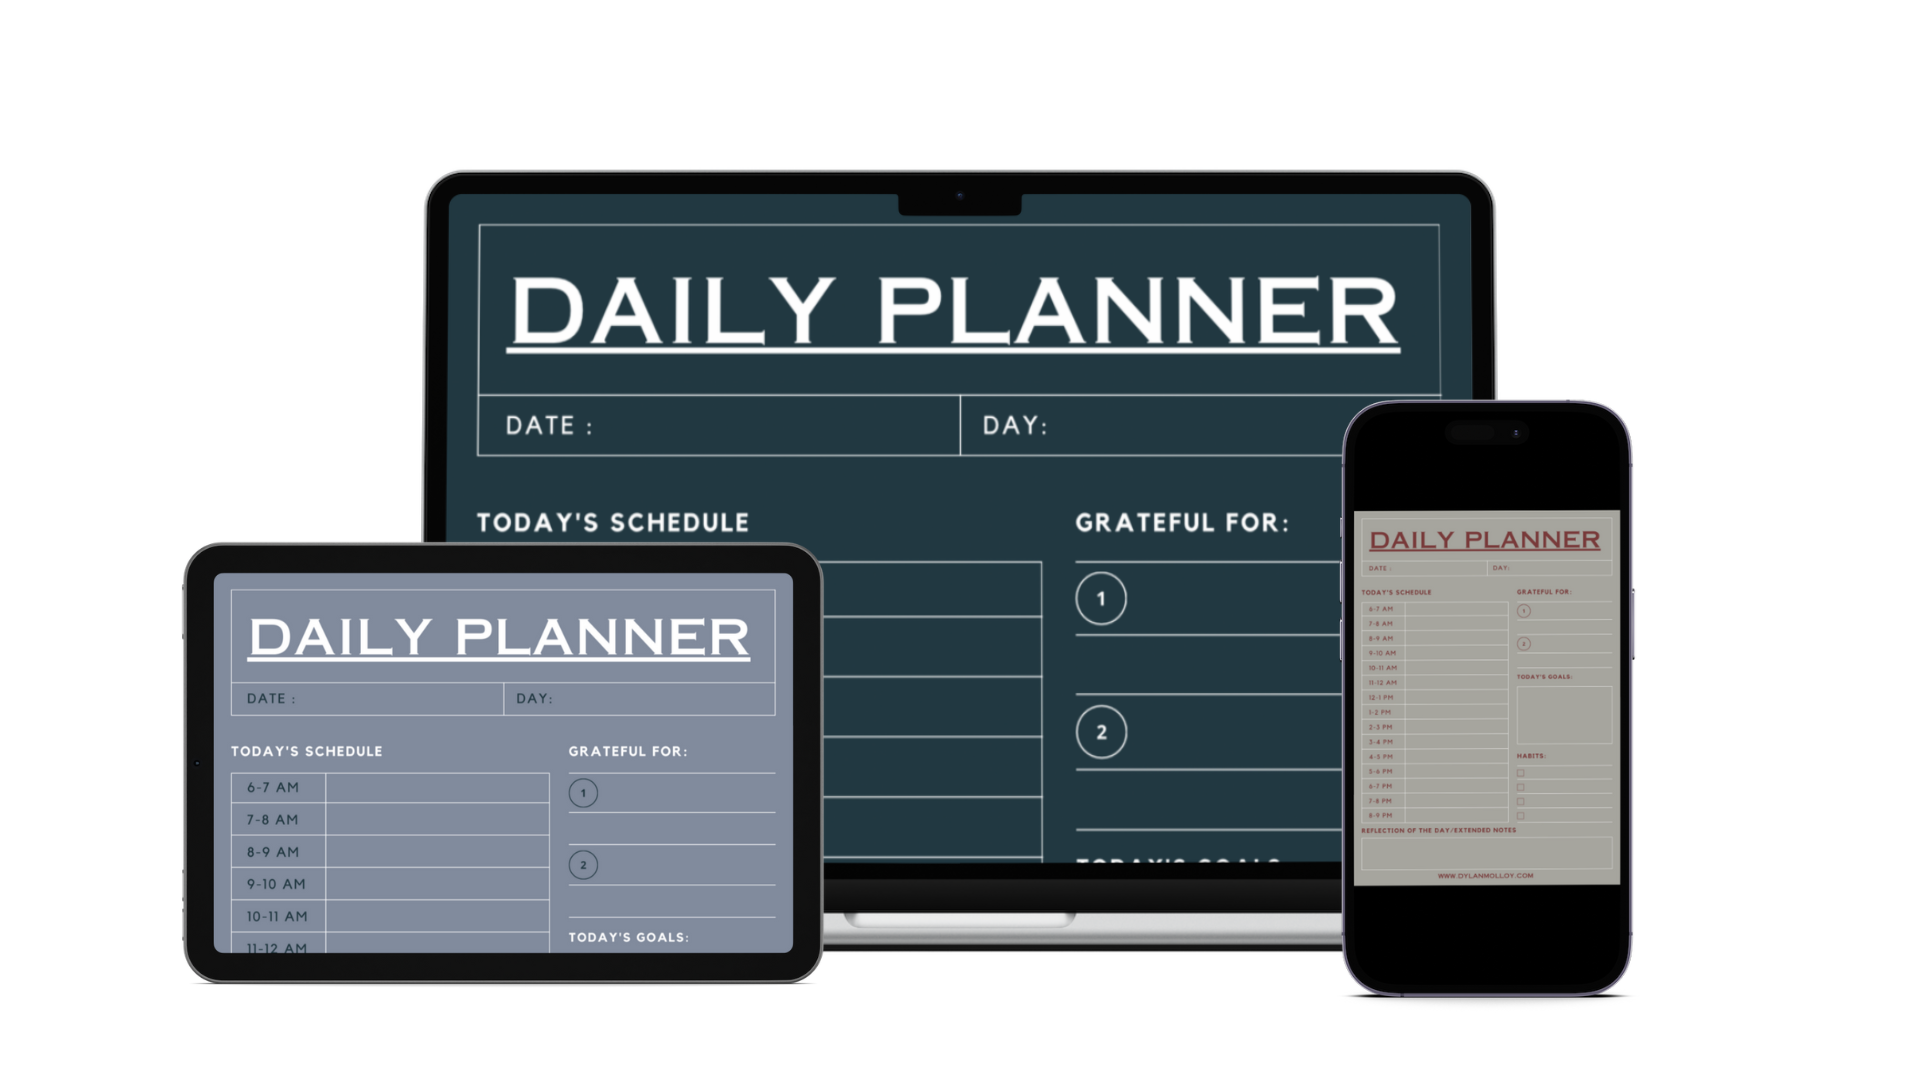 DAILY PLANNER
DATE :
DAY:
TODAY'S SCHEDULE
GRATEFUL FOR:
1
2
TODAY'S GOALS
DAILY PLANNER
DATE :
DAY:
TODAY'S SCHEDULE
6-7 AM
7-8 AM
8-9 AM
9-10 AM
10-11 AM
11-12 AM
GRATEFUL FOR:
1
2
TODAY'S GOALS:
DAILY PLANNER
DATE :
DAY:
TODAY'S SCHEDULE
6-7 AM
7-8 AM
8-9 AM
9-10 AM
10-11 AM
11-12 AM
12-1 PM
1-2 PM
2-3 PM
3-4 PM
4-5 PM
5-6 PM
6-7 PM
7-8 PM
8-9 PM
GRATEFUL FOR:
1
2
TODAY'S GOALS:
HABITS:
REFLECTION OF THE DAY/EXTENDED NOTES
WWW.DYLANMOLLOY.COM